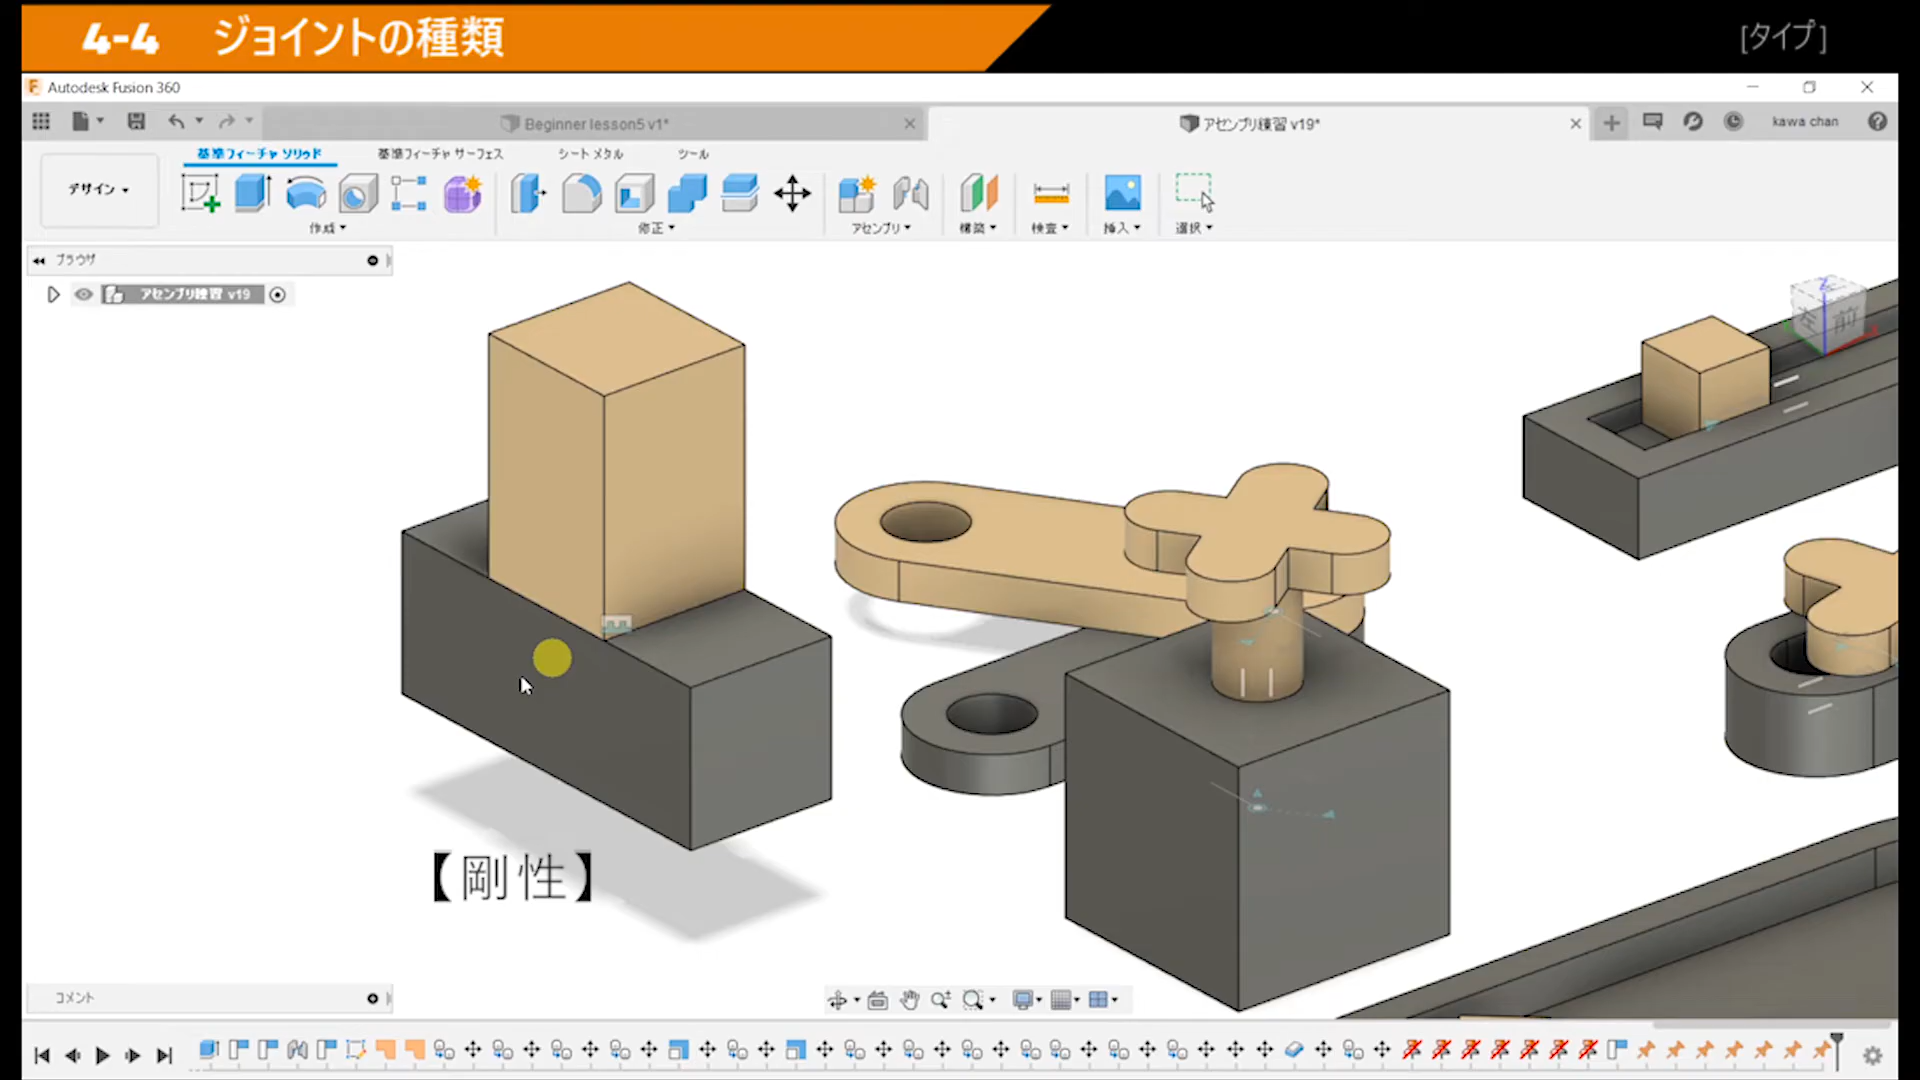 4-4 ジョイントの種類
[タイプ]
Autodesk Fusion 360
Beginner lesson5 v1*
アセンブリ練習 v19*
kawa chan
基準フィーチャ ソリッド
基準フィーチャ サーフェス
シート メタル
ツール
デザイン
作成
修正
アセンブリ
構築
検査
挿入
選択
ブラウザ
アセンブリ練習 v19
左
前
Z
【剛性】
コメント